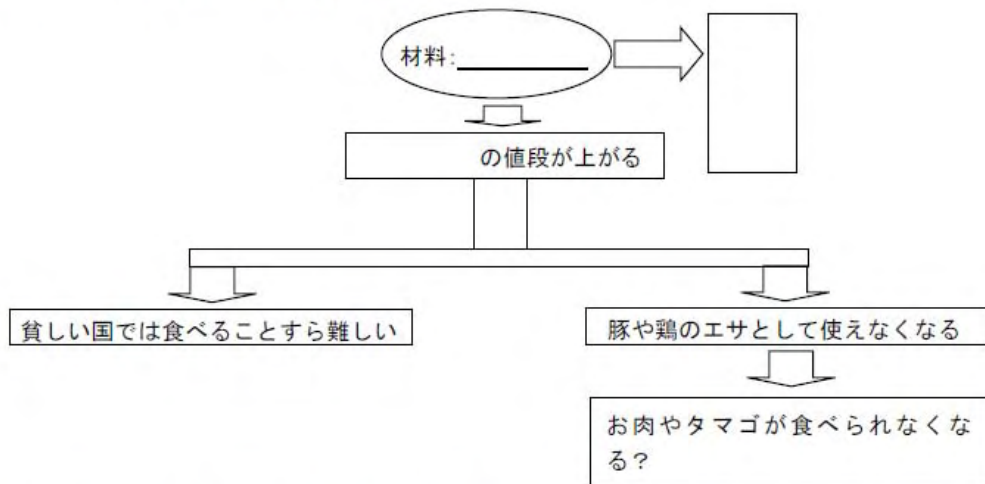 材料:__________
の値段が上がる
貧しい国では食べることすら難しい
豚や鶏のエサとして使えなくなる
お肉やタマゴが食べられなくな
る？